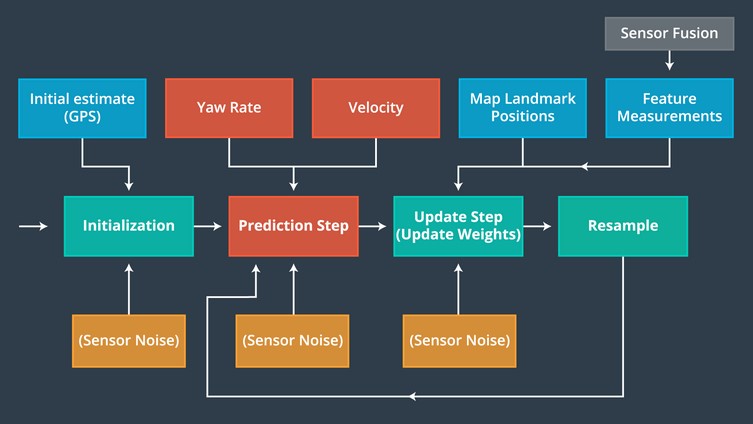 Sensor Fusion
Initial estimate
(GPS)
Yaw Rate
Velocity
Map Landmark
Positions
Feature
Measurements
Initialization
Prediction Step
Update Step
(Update Weights)
Resample
(Sensor Noise)
(Sensor Noise)
(Sensor Noise)